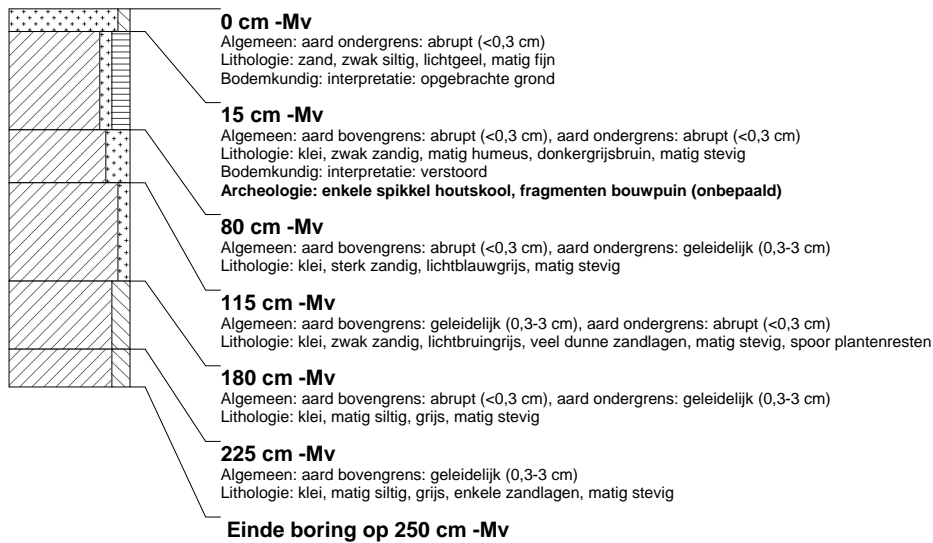 0 cm -Mv
Algemeen: aard ondergrens: abrupt (<0,3 cm)
Lithologie: zand, zwak siltig, lichtgeel, matig fijn
Bodemkundig: interpretatie: opgebrachte grond
15 cm -Mv
Algemeen: aard bovengrens: abrupt (<0,3 cm), aard ondergrens: abrupt (<0,3 cm)
Lithologie: klei, zwak zandig, matig humeus, donkergrijsbruin, matig stevig
Bodemkundig: interpretatie: verstoord
Archeologie: enkele spikkel houtskool, fragmenten bouwpuin (onbepaald)
80 cm -Mv
Algemeen: aard bovengrens: abrupt (<0,3 cm), aard ondergrens: geleidelijk (0,3-3 cm)
Lithologie: klei, sterk zandig, lichtblauwgrijs, matig stevig
115 cm -Mv
Algemeen: aard bovengrens: geleidelijk (0,3-3 cm), aard ondergrens: abrupt (<0,3 cm)
Lithologie: klei, zwak zandig, lichtbruingrijs, veel dunne zandlagen, matig stevig, spoor plantenresten
180 cm -Mv
Algemeen: aard bovengrens: abrupt (<0,3 cm), aard ondergrens: geleidelijk (0,3-3 cm)
Lithologie: klei, matig siltig, grijs, matig stevig
225 cm -Mv
Algemeen: aard bovengrens: geleidelijk (0,3-3 cm)
Lithologie: klei, matig siltig, grijs, enkele zandlagen, matig stevig
Einde boring op 250 cm -Mv